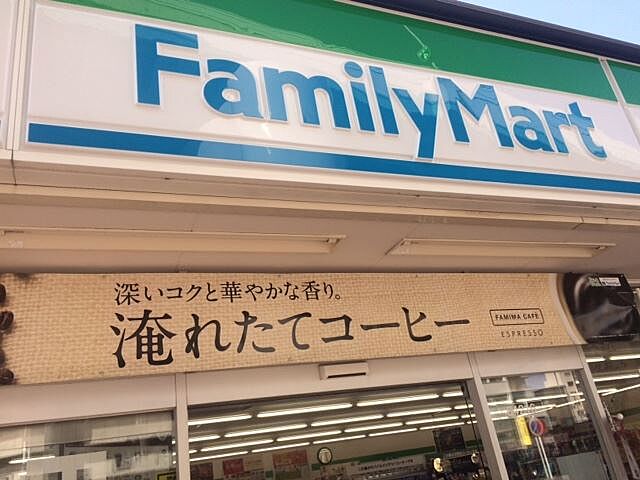 FamilyMart
深いコクと華やかな香り。
淹れたてコーヒー
FAMIMA CAFE
ESPRESSO